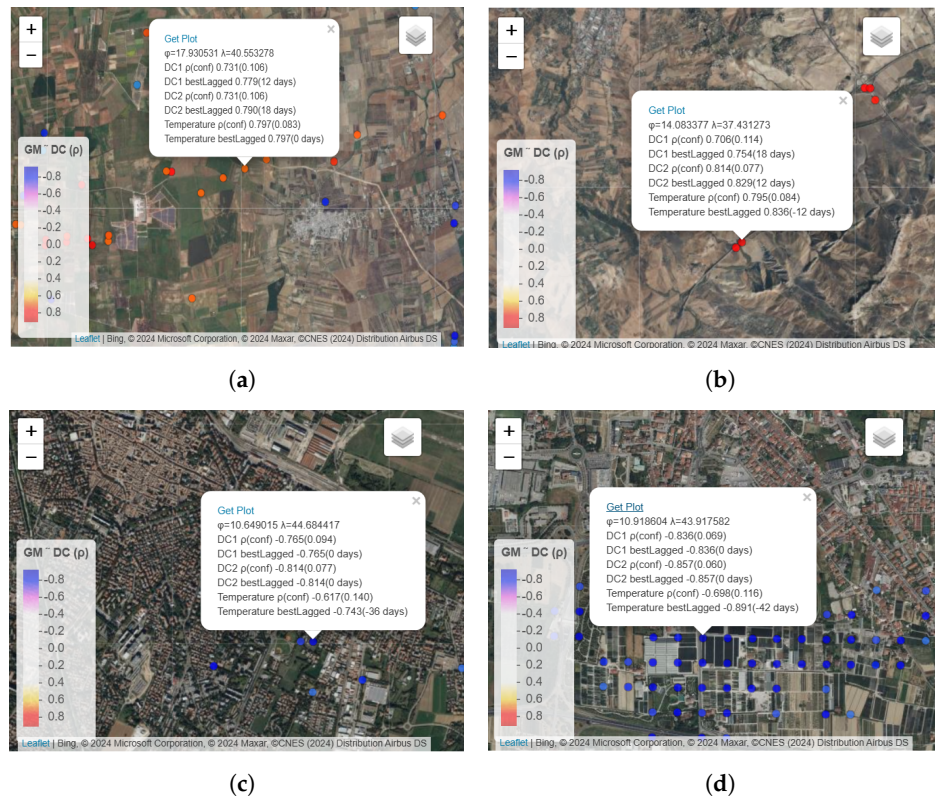 +
−
×
Get Plot
φ=17.930531 λ=40.553278
DC1 ρ(conf) 0.731(0.106)
DC1 bestLagged 0.779(12 days)
DC2 ρ(conf) 0.731(0.106)
DC2 bestLagged 0.790(18 days)
Temperature ρ(conf) 0.797(0.083)
Temperature bestLagged 0.797(0 days)
GM ~ DC (ρ)
-0.8
-0.6
-0.4
-0.2
0.0
0.2
0.4
0.6
0.8
Leaflet | Bing, © 2024 Microsoft Corporation, © 2024 Maxar, ©CNES (2024) Distribution Airbus DS
(a)
+
−
×
Get Plot
φ=14.083377 λ=37.431273
DC1 ρ(conf) 0.706(0.114)
DC1 bestLagged 0.754(18 days)
DC2 ρ(conf) 0.814(0.077)
DC2 bestLagged 0.829(12 days)
Temperature ρ(conf) 0.795(0.084)
Temperature bestLagged 0.836(-12 days)
GM ~ DC (ρ)
-0.8
-0.6
-0.4
-0.2
0.0
0.2
0.4
0.6
0.8
Leaflet | Bing, © 2024 Microsoft Corporation, © 2024 Maxar, ©CNES (2024) Distribution Airbus DS
(b)
+
−
×
Get Plot
φ=10.649015 λ=44.684417
DC1 ρ(conf) -0.765(0.094)
DC1 bestLagged -0.765(0 days)
DC2 ρ(conf) -0.814(0.077)
DC2 bestLagged -0.814(0 days)
Temperature ρ(conf) -0.617(0.140)
Temperature bestLagged -0.743(-36 days)
GM ~ DC (ρ)
-0.8
-0.6
-0.4
-0.2
0.0
0.2
0.4
0.6
0.8
Leaflet | Bing, © 2024 Microsoft Corporation, © 2024 Maxar, ©CNES (2024) Distribution Airbus DS
(c)
+
−
×
Get Plot
φ=10.918604 λ=43.917582
DC1 ρ(conf) -0.836(0.069)
DC1 bestLagged -0.836(0 days)
DC2 ρ(conf) -0.857(0.060)
DC2 bestLagged -0.857(0 days)
Temperature ρ(conf) -0.698(0.116)
Temperature bestLagged -0.891(-42 days)
GM ~ DC (ρ)
-0.8
-0.6
-0.4
-0.2
0.0
0.2
0.4
0.6
0.8
Leaflet | Bing, © 2024 Microsoft Corporation, © 2024 Maxar, ©CNES (2024) Distribution Airbus DS
(d)